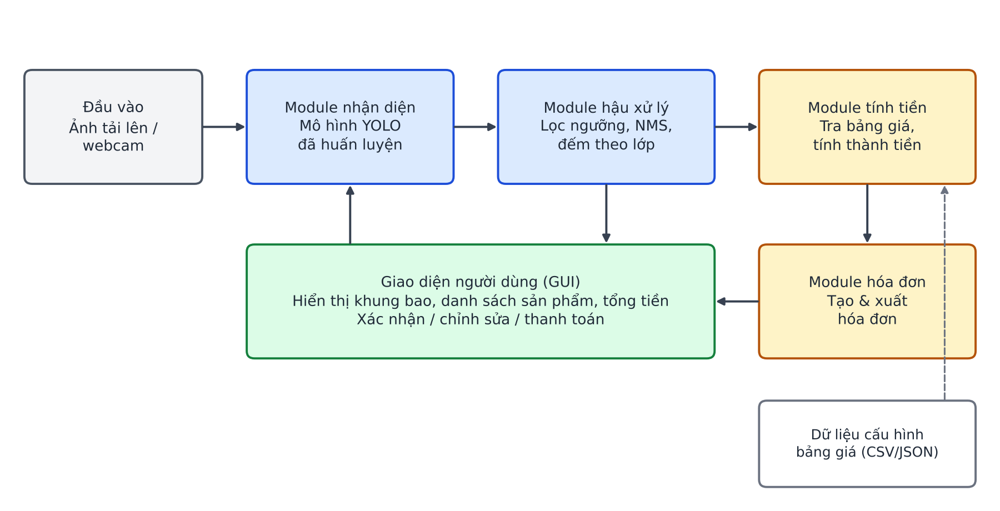 Đầu vào
Ảnh tải lên /
webcam
Module nhận diện
Mô hình YOLO
đã huấn luyện
Module hậu xử lý
Lọc ngưỡng, NMS,
đếm theo lớp
Module tính tiền
Tra bảng giá,
tính thành tiền
Giao diện người dùng (GUI)
Hiển thị khung bao, danh sách sản phẩm, tổng tiền
Xác nhận / chỉnh sửa / thanh toán
Module hóa đơn
Tạo & xuất
hóa đơn
Dữ liệu cấu hình
bảng giá (CSV/JSON)